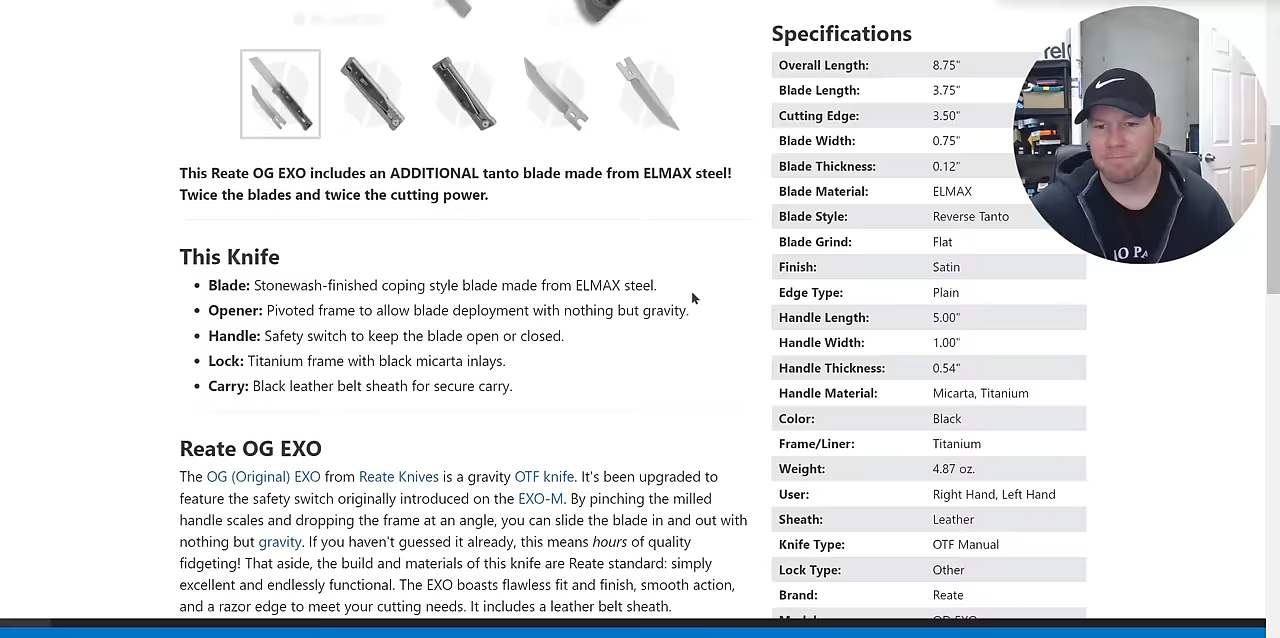 This Reate OG EXO includes an ADDITIONAL tanto blade made from ELMAX steel!
Twice the blades and twice the cutting power.
This Knife
• Blade: Stonewash-finished coping style blade made from ELMAX steel.
• Opener: Pivoted frame to allow blade deployment with nothing but gravity.
• Handle: Safety switch to keep the blade open or closed.
• Lock: Titanium frame with black micarta inlays.
• Carry: Black leather belt sheath for secure carry.
Reate OG EXO
The OG (Original) EXO from Reate Knives is a gravity OTF knife. It's been upgraded to
feature the safety switch originally introduced on the EXO-M. By pinching the milled
handle scales and dropping the frame at an angle, you can slide the blade in and out with
nothing but gravity. If you haven't guessed it already, this means hours of quality
fidgeting! That aside, the build and materials of this knife are Reate standard: simply
excellent and endlessly functional. The EXO boasts flawless fit and finish, smooth action,
and a razor edge to meet your cutting needs. It includes a leather belt sheath.
Specifications
Overall Length: 8.75"
Blade Length: 3.75"
Cutting Edge: 3.50"
Blade Width: 0.75"
Blade Thickness: 0.12"
Blade Material: ELMAX
Blade Style: Reverse Tanto
Blade Grind: Flat
Finish: Satin
Edge Type: Plain
Handle Length: 5.00"
Handle Width: 1.00"
Handle Thickness: 0.54"
Handle Material: Micarta, Titanium
Color: Black
Frame/Liner: Titanium
Weight: 4.87 oz.
User: Right Hand, Left Hand
Sheath: Leather
Knife Type: OTF Manual
Lock Type: Other
Brand: Reate